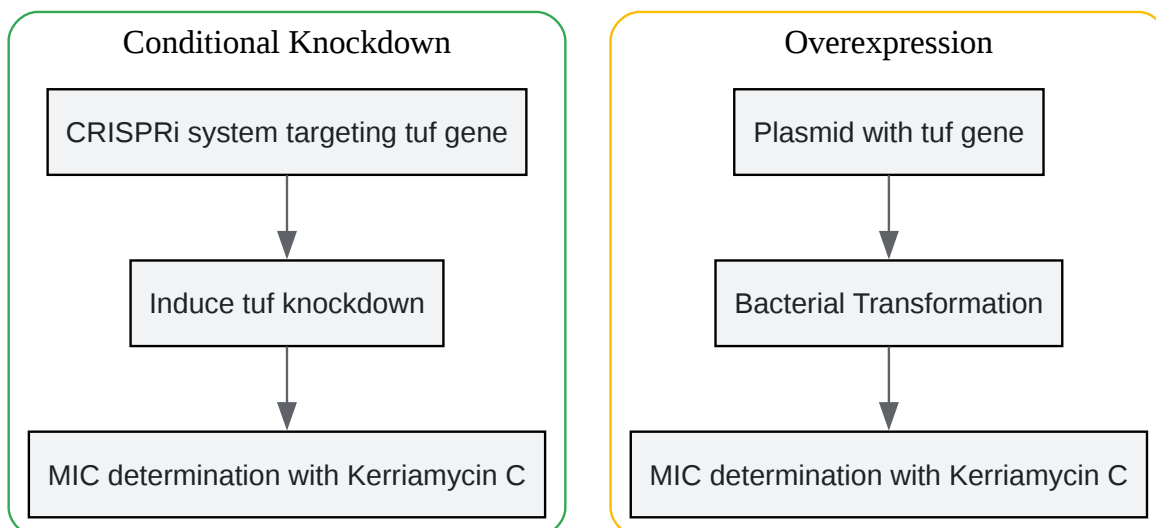 Conditional Knockdown
CRISPRi system targeting tuf gene
Induce tuf knockdown
MIC determination with Kerriamycin C
Overexpression
Plasmid with tuf gene
Bacterial Transformation
MIC determination with Kerriamycin C